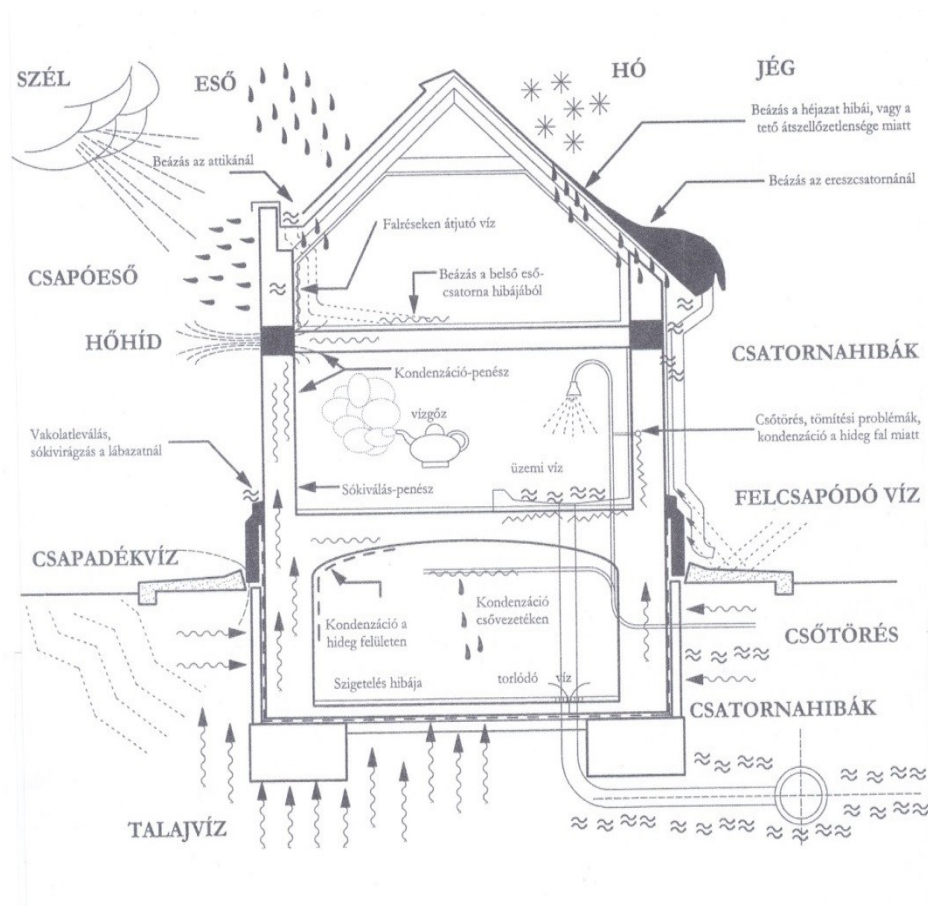 SZÉL
ESŐ
HÓ
JÉG
Beázás a héjazat hibái, vagy a
tető átszellőzetlensége miatt
Beázás az attikánál
Beázás az ereszcsatornánál
Falréseken átjutó víz
CSAPÓESŐ
Beázás a belső eső-
csatorna hibájából
HŐHÍD
CSATORNAHIBÁK
Kondenzáció-penész
vízgőz
Csőtörés, tömítési problémák,
kondenzáció a hideg fal miatt
Vakolatleválás,
sókivirágzás a lábazatnál
üzemi víz
Sókiválás-penész
FELCSAPÓDÓ VÍZ
CSAPADÉKVÍZ
Kondenzáció
csővezetéken
Kondenzáció a
hideg felületen
CSŐTÖRÉS
Szigetelés hibája
torlódó víz
CSATORNAHIBÁK
TALAJVÍZ